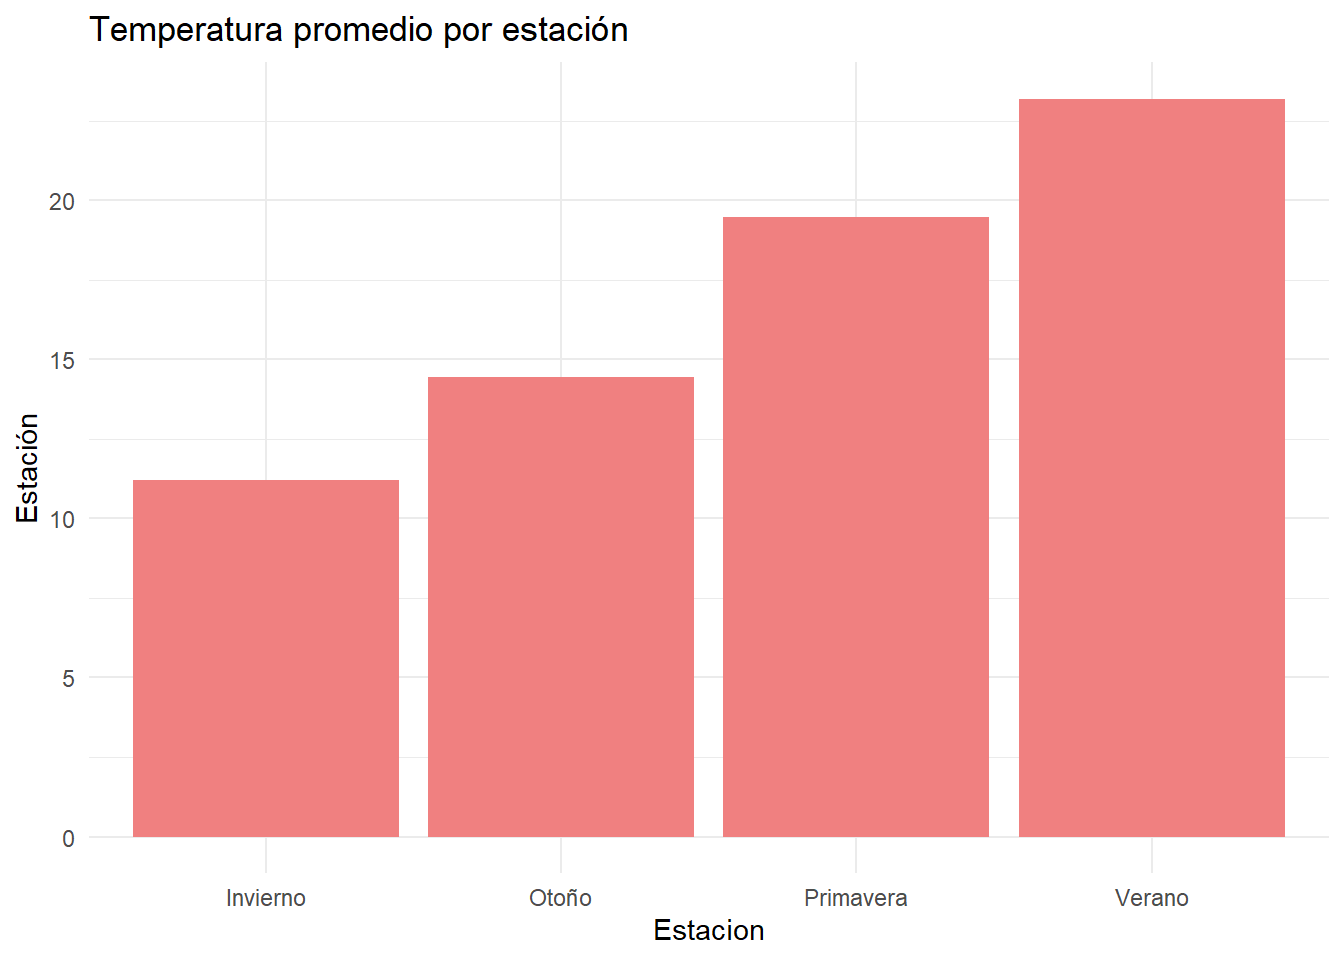 Temperatura promedio por estación
20
15
10
5
0
Estación
Invierno
Otoño
Primavera
Verano
Estacion